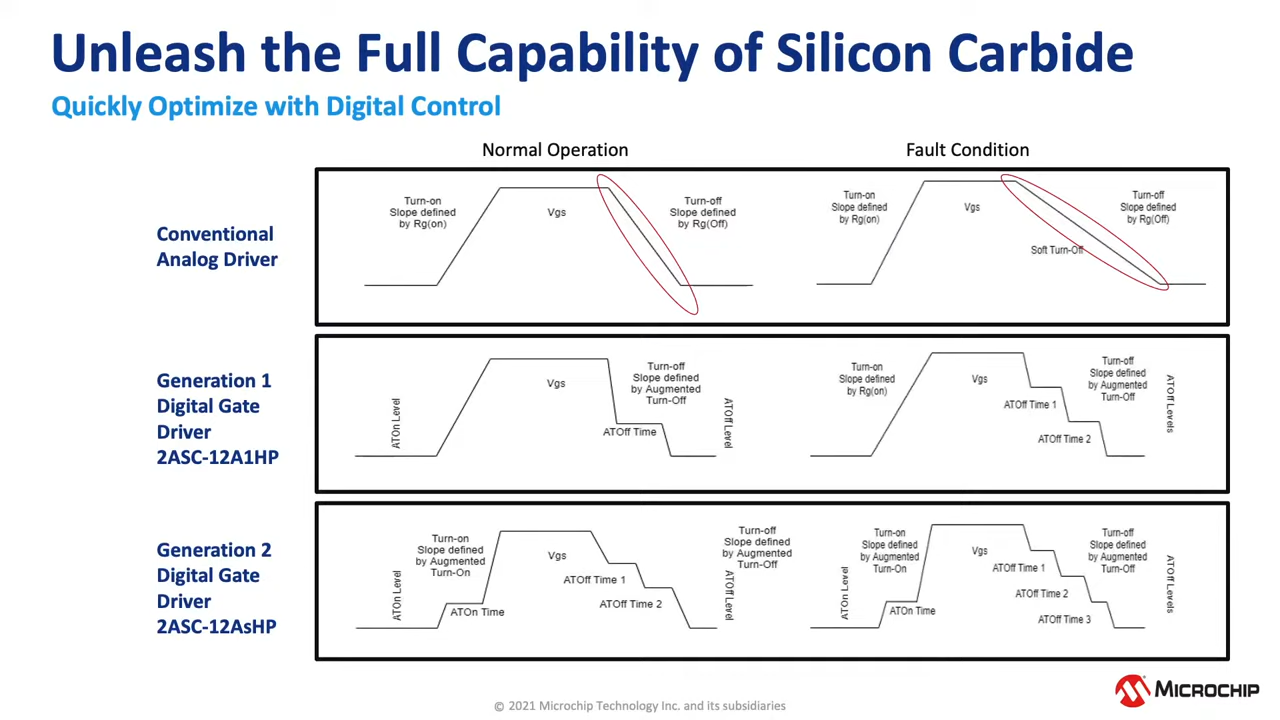 Unleash the Full Capability of Silicon Carbide
Quickly Optimize with Digital Control
Normal Operation
Fault Condition
Conventional
Analog Driver
Turn-on
Slope defined
by Rg(on)
Vgs
Turn-off
Slope defined
by Rg(Off)
Turn-on
Slope defined
by Rg(on)
Vgs
Soft Turn-Off
Turn-off
Slope defined
by Rg(Off)
Generation 1
Digital Gate
Driver
2ASC-12A1HP
ATOn Level
Vgs
Turn-off
Slope defined
by Augmented
Turn-Off
ATOff Time
ATOff Level
Turn-on
Slope defined
by Rg(on)
Vgs
ATOff Time 1
ATOff Time 2
Turn-off
Slope defined
by Augmented
Turn-Off
ATOff Levels
Generation 2
Digital Gate
Driver
2ASC-12AsHP
ATOn Level
Turn-on
Slope defined
by Augmented
Turn-On
ATOn Time
Vgs
ATOff Time 1
ATOff Time 2
Turn-off
Slope defined
by Augmented
Turn-Off
ATOff Level
ATOn Level
Turn-on
Slope defined
by Augmented
Turn-On
ATOn Time
Vgs
ATOff Time 1
ATOff Time 2
ATOff Time 3
Turn-off
Slope defined
by Augmented
Turn-Off
ATOff Levels
© 2021 Microchip Technology Inc. and its subsidiaries
MICROCHIP